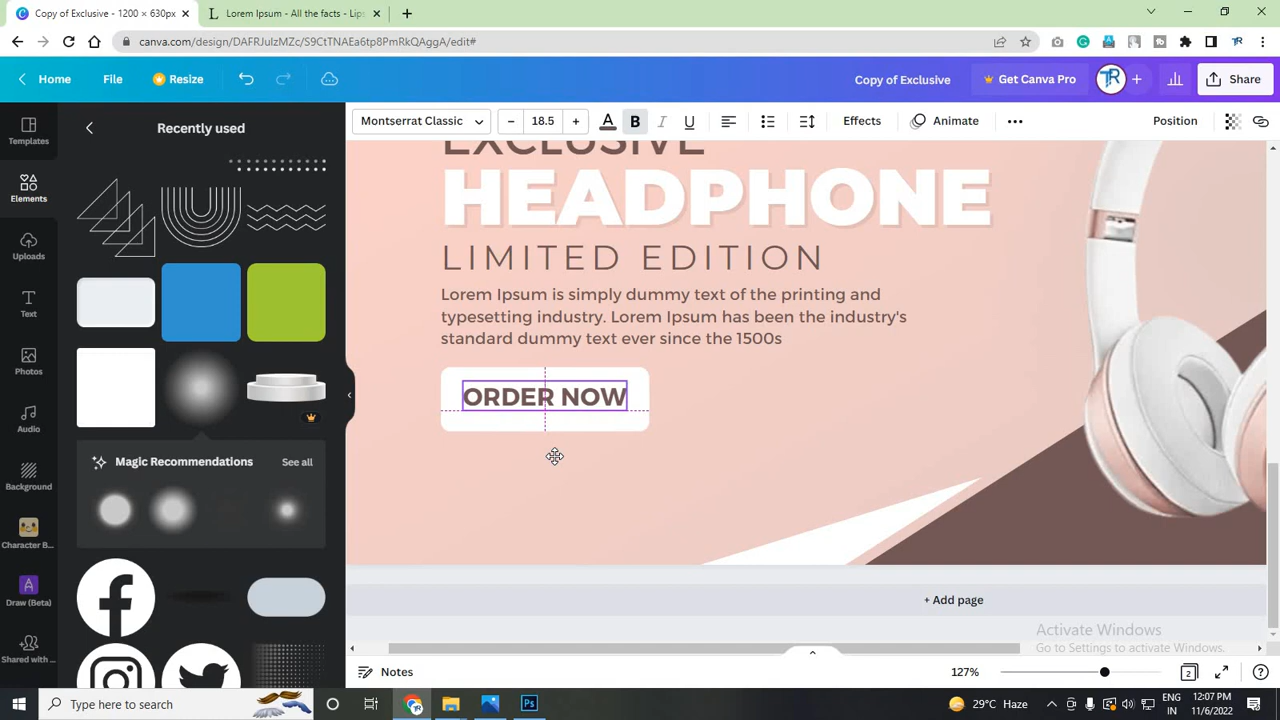 Copy of Exclusive - 1200 × 630px
Lorem Ipsum - All the facts - Lips
canva.com/design/DAFRJulzMZc/S9CtTNAEa6tp8PmRkQAggA/edit#
Home
File
Resize
Copy of Exclusive
Get Canva Pro
TR
Share
Templates
Elements
Uploads
Text
Photos
Audio
Background
Character B...
Draw (Beta)
Shared with ...
Recently used
Magic Recommendations
See all
Montserrat Classic
18.5
A
B
I
U
Effects
Animate
Position
EXCLUSIVE
HEADPHONE
LIMITED EDITION
Lorem Ipsum is simply dummy text of the printing and
typesetting industry. Lorem Ipsum has been the industry's
standard dummy text ever since the 1500s
ORDER NOW
+ Add page
Activate Windows
Go to Settings to activate Windows.
Notes
127%
2
Type here to search
Ps
29°C Haze
ENG
IN
12:07 PM
11/6/2022